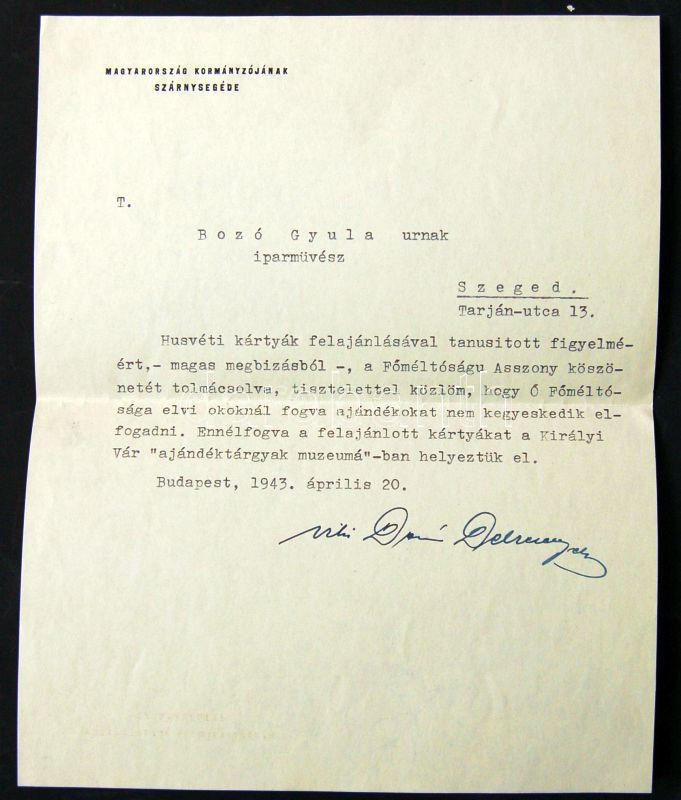 MAGYARORSZÁG KORMÁNYZÓJÁNAK
SZÁRNYSEGÉDE
T.
Bozó Gyula urnak
iparmüvész
Szeged.
Tarján-utca 13.
Husvéti kártyák felajánlásával tanusitott figyelmé-
ért,- magas megbizásból -, a Főméltóságu Asszony köszö-
netét tolmácsolva, tisztelettel közlöm, hogy Ő Főméltó-
sága elvi okoknál fogva ajándékokat nem kegyeskedik el-
fogadni. Ennélfogva a felajánlott kártyákat a Királyi
Vár "ajándéktárgyak muzeumá"-ban helyeztük el.
Budapest, 1943. április 20.